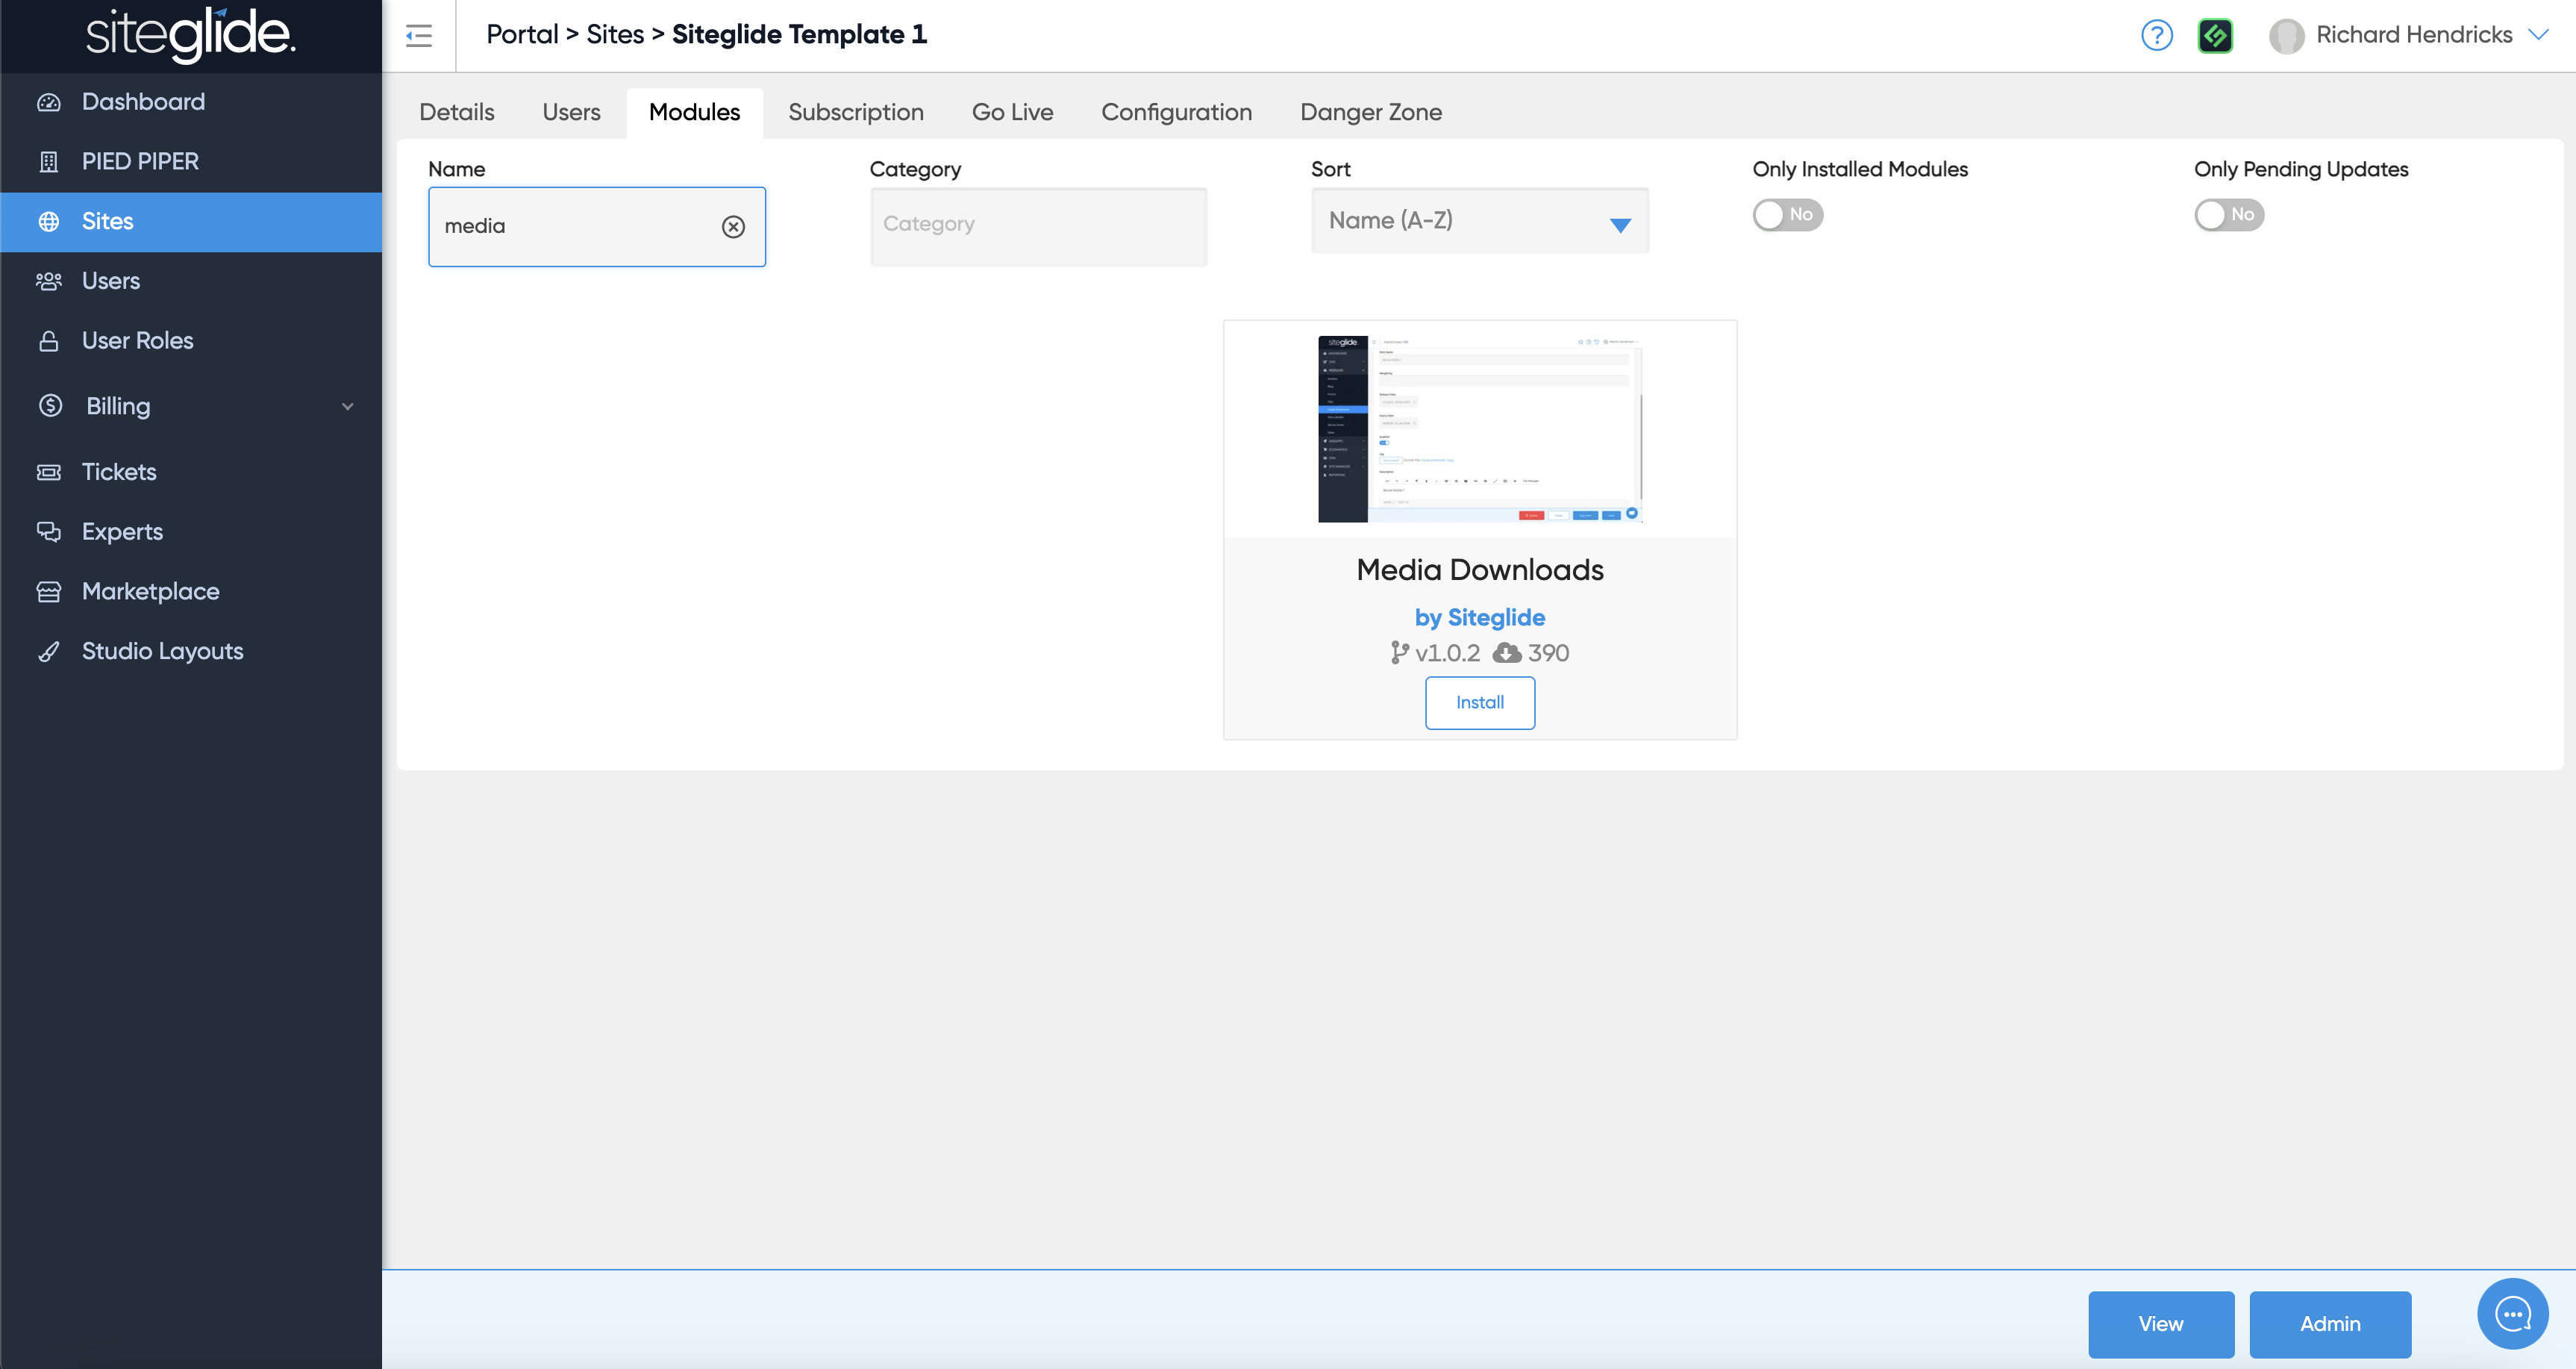 siteglide.
Portal > Sites > Siteglide Template 1
Richard Hendricks
Dashboard
PIED PIPER
Sites
Users
User Roles
Billing
Tickets
Experts
Marketplace
Studio Layouts
Details Users Modules Subscription Go Live Configuration Danger Zone
Name Category Sort Only Installed Modules Only Pending Updates
media Category Name (A-Z) No No
siteglide
Media Downloads
by Siteglide
v1.0.2 390
Install
View Admin